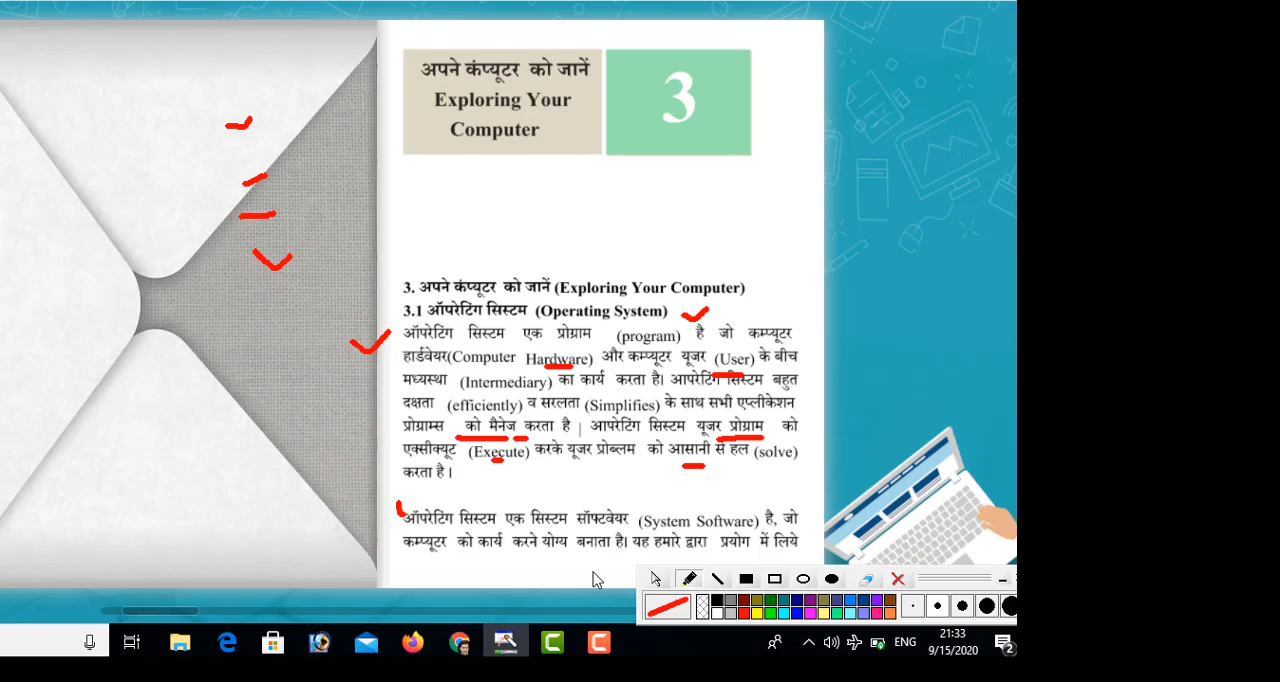 अपने कंप्यूटर को जानें
Exploring Your
Computer
3
3. अपने कंप्यूटर को जानें (Exploring Your Computer)
3.1 ऑपरेटिंग सिस्टम (Operating System)
ऑपरेटिंग सिस्टम एक प्रोग्राम (program) है जो कम्प्यूटर
हार्डवेयर(Computer Hardware) और कम्प्यूटर यूजर (User) के बीच
मध्यस्था (Intermediary) का कार्य करता है। आपरेटिंग सिस्टम बहुत
दक्षता (efficiently) व सरलता (Simplifies) के साथ सभी एप्लीकेशन
प्रोग्राम्स को मैनेज करता है | आपरेटिंग सिस्टम यूजर प्रोग्राम को
एक्सीक्यूट (Execute) करके यूजर प्रोब्लम को आसानी से हल (solve)
करता है।
ऑपरेटिंग सिस्टम एक सिस्टम सॉफ्टवेयर (System Software) है, जो
कम्प्यूटर को कार्य करने योग्य बनाता है। यह हमारे द्वारा प्रयोग में लिये
ENG
21:33
9/15/2020
2